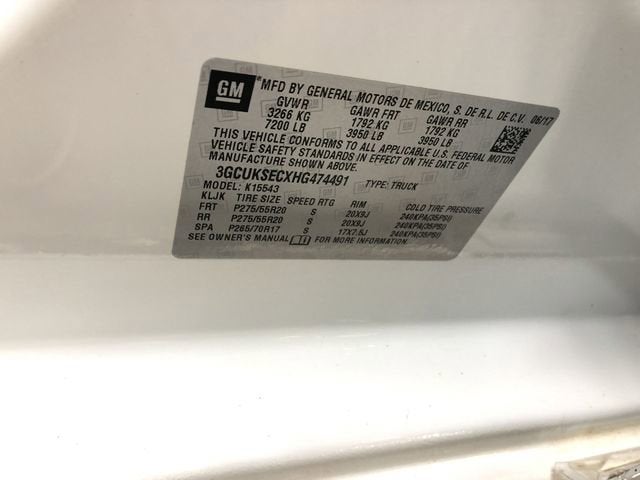 GM
®MFD BY GENERAL MOTORS DE MEXICO, S. DE R.L. DE C.V. 06/17
GVWR GAWR FRT GAWR RR
3266 KG 1792 KG 1792 KG
7200 LB 3950 LB 3950 LB
THIS VEHICLE CONFORMS TO ALL APPLICABLE U.S. FEDERAL MOTOR
VEHICLE SAFETY STANDARDS IN EFFECT ON THE DATE OF
MANUFACTURE SHOWN ABOVE.
3GCUKSECXHG474491 TYPE: TRUCK
MODEL: K15543
KLJK TIRE SIZE SPEED RTG RIM COLD TIRE PRESSURE
FRT P275/55R20 S 20X9J 240KPA(35PSI)
RR P275/55R20 S 20X9J 240KPA(35PSI)
SPA P265/70R17 S 17X7.5J 240KPA(35PSI)
SEE OWNER'S MANUAL FOR MORE INFORMATION.